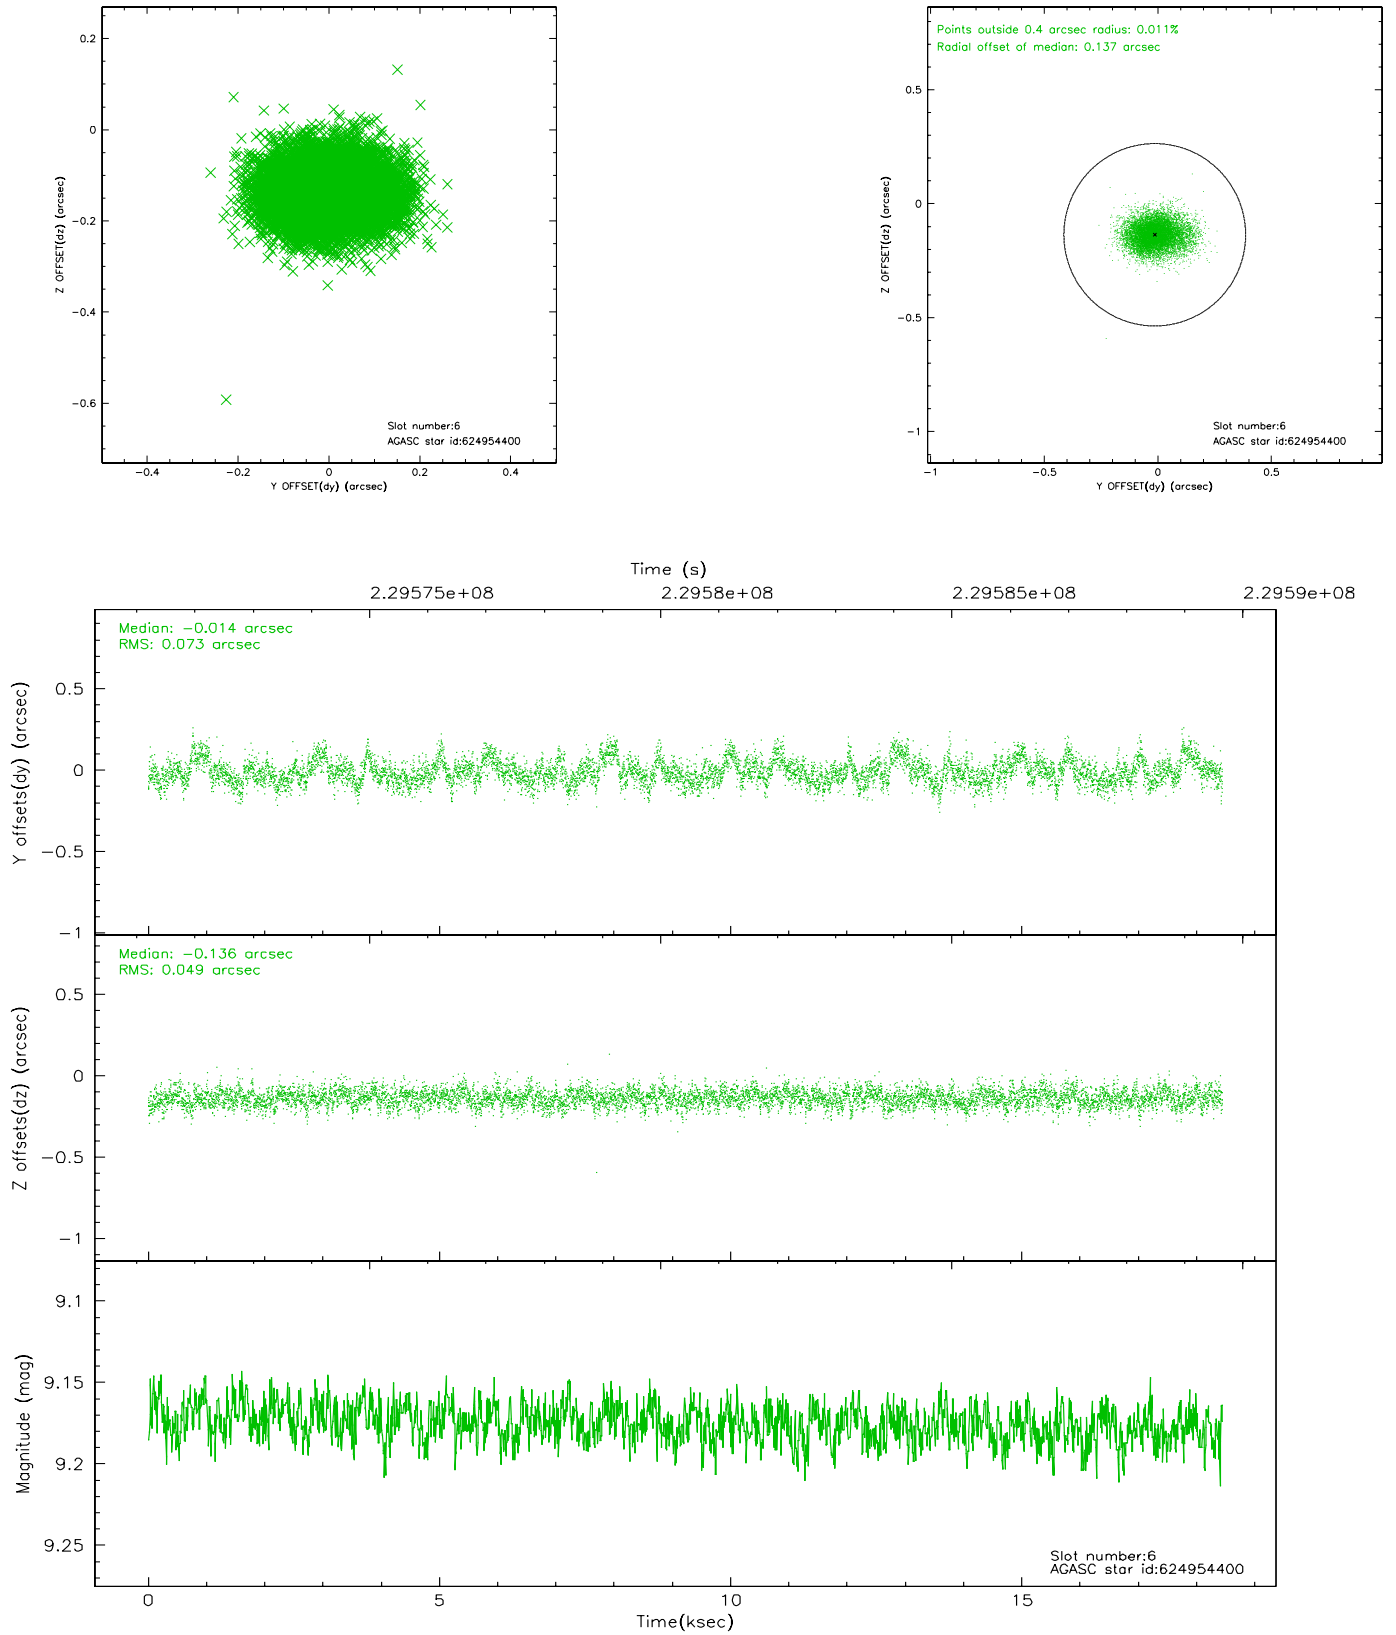 0.2
0
−0.2
−0.4
−0.6
Z OFFSET(dz) (arcsec)
Slot number:6
AGASC star id:624954400
−0.4 −0.2 0 0.2 0.4
Y OFFSET(dy) (arcsec)
Points outside 0.4 arcsec radius: 0.011%
Radial offset of median: 0.137 arcsec
0.5
0
−0.5
−1
Z OFFSET(dz) (arcsec)
Slot number:6
AGASC star id:624954400
−1 −0.5 0 0.5
Y OFFSET(dy) (arcsec)
Time (s)
2.29575e+08 2.2958e+08 2.29585e+08 2.2959e+08
Median: −0.014 arcsec
RMS: 0.073 arcsec
0.5
0
−0.5
−1
Y offsets(dy) (arcsec)
Median: −0.136 arcsec
RMS: 0.049 arcsec
0.5
0
−0.5
−1
Z offsets(dz) (arcsec)
9.1
9.15
9.2
9.25
Magnitude (mag)
Slot number:6
AGASC star id:624954400
0 5 10 15
Time(ksec)